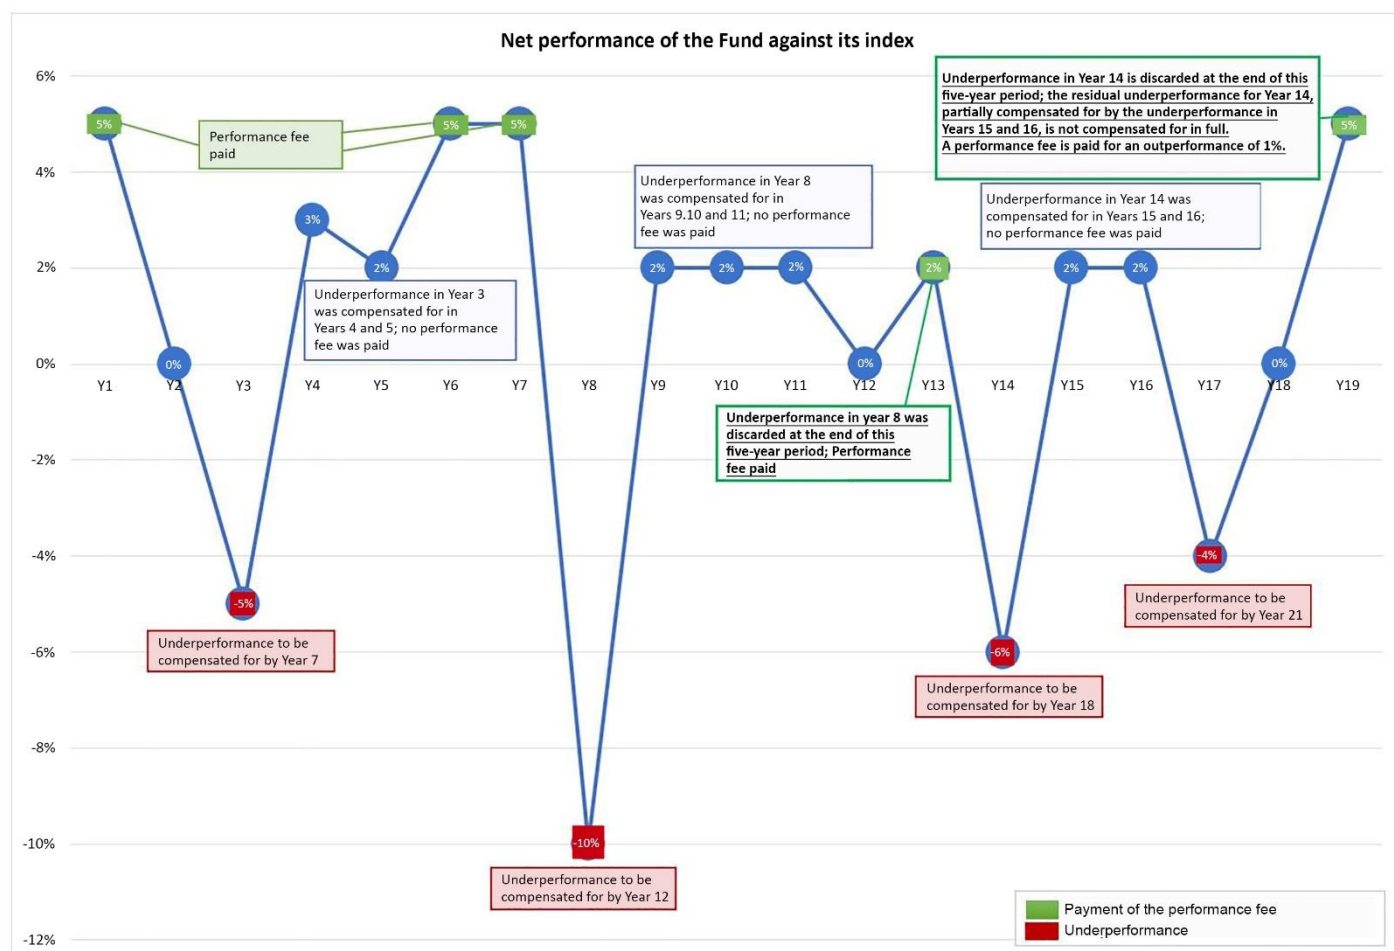 Net performance of the Fund against its index
6%
4%
2%
0%
-2%
-4%
-6%
-8%
-10%
-12%
Y1
Y2
Y3
Y4
Y5
Y6
Y7
Y8
Y9
Y10
Y11
Y12
Y13
Y14
Y15
Y16
Y17
Y18
Y19
5%
0%
-5%
3%
2%
5%
5%
-10%
2%
2%
2%
0%
2%
-6%
2%
2%
-4%
0%
5%
Performance fee
paid
Underperformance in Year 3
was compensated for in
Years 4 and 5; no performance
fee was paid
Underperformance to be
compensated for by Year 7
Underperformance in Year 8
was compensated for in
Years 9.10 and 11; no performance
fee was paid
Underperformance to be
compensated for by Year 12
Underperformance in year 8 was
discarded at the end of this
five-year period; Performance
fee paid
Underperformance in Year 14 is discarded at the end of this
five-year period; the residual underperformance for Year 14,
partially compensated for by the underperformance in
Years 15 and 16, is not compensated for in full.
A performance fee is paid for an outperformance of 1%.
Underperformance in Year 14 was
compensated for in Years 15 and 16;
no performance fee was paid
Underperformance to be
compensated for by Year 18
Underperformance to be
compensated for by Year 21
Payment of the performance fee
Underperformance